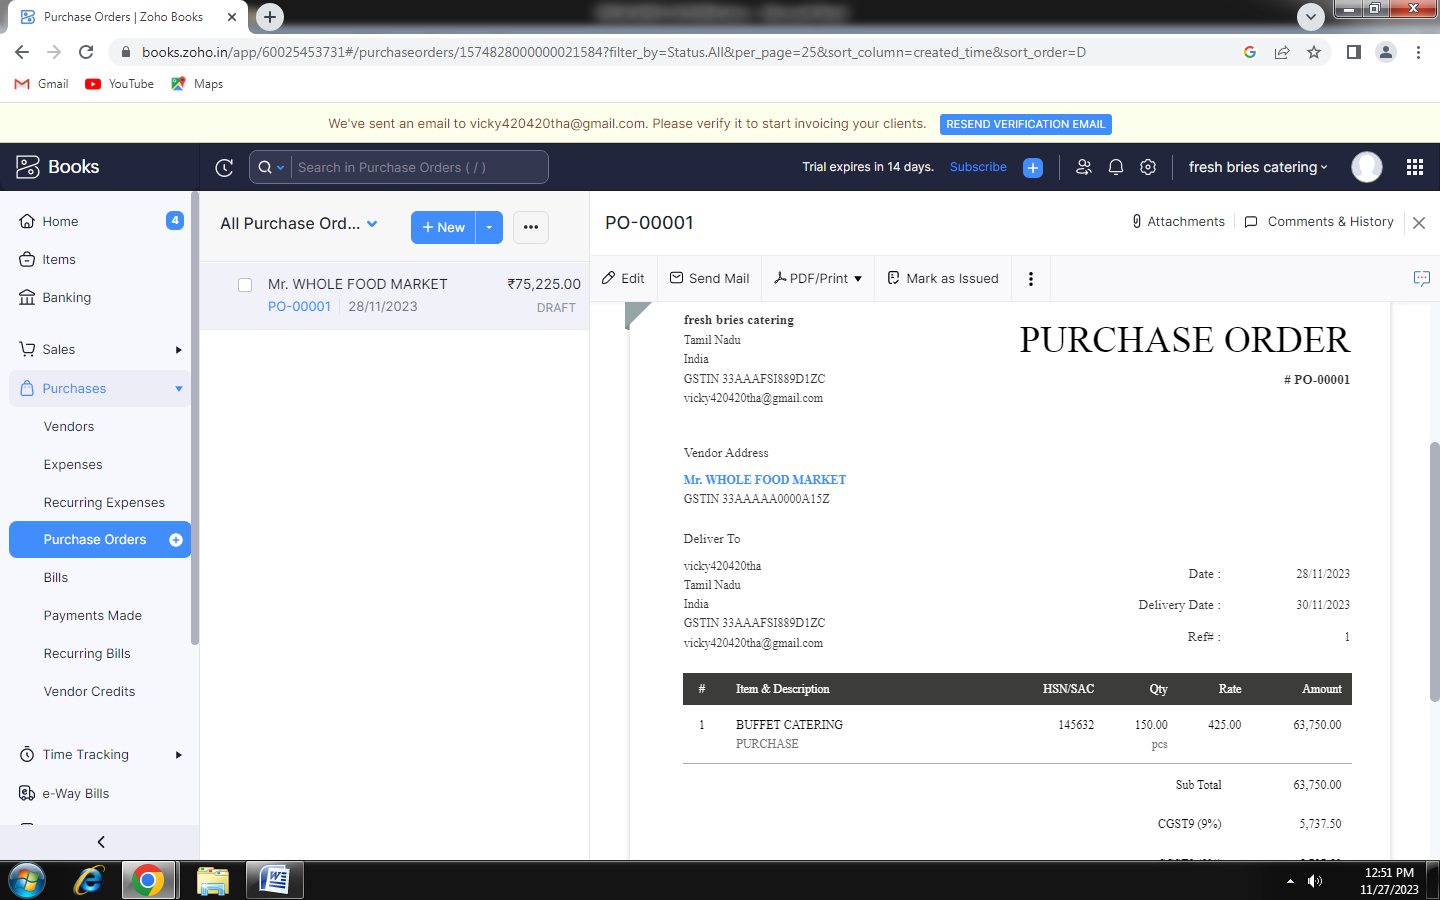 Purchase Orders | Zoho Books
books.zoho.in/app/60025453731#/purchaseorders/1574828000000021584?filter_by=Status.All&per_page=25&sort_column=created_time&sort_order=D
Gmail YouTube Maps
We've sent an email to vicky420420tha@gmail.com. Please verify it to start invoicing your clients. RESEND VERIFICATION EMAIL
Books Search in Purchase Orders ( / ) Trial expires in 14 days. Subscribe fresh bries catering
Home 4
Items
Banking
Sales
Purchases
Vendors
Expenses
Recurring Expenses
Purchase Orders
Bills
Payments Made
Recurring Bills
Vendor Credits
Time Tracking
e-Way Bills
All Purchase Ord... + New
Mr. WHOLE FOOD MARKET ₹75,225.00
PO-00001 28/11/2023 DRAFT
PO-00001 Attachments Comments & History
Edit Send Mail PDF/Print Mark as Issued
fresh bries catering
Tamil Nadu
India
GSTIN 33AAAFSI889D1ZC
vicky420420tha@gmail.com
PURCHASE ORDER
# PO-00001
Vendor Address
Mr. WHOLE FOOD MARKET
GSTIN 33AAAAA0000A15Z
Deliver To
vicky420420tha
Tamil Nadu
India
GSTIN 33AAAFSI889D1ZC
vicky420420tha@gmail.com
Date : 28/11/2023
Delivery Date : 30/11/2023
Ref# : 1
# Item & Description HSN/SAC Qty Rate Amount
1 BUFFET CATERING 145632 150.00 425.00 63,750.00
PURCHASE pcs
Sub Total 63,750.00
CGST9 (9%) 5,737.50
12:51 PM
11/27/2023